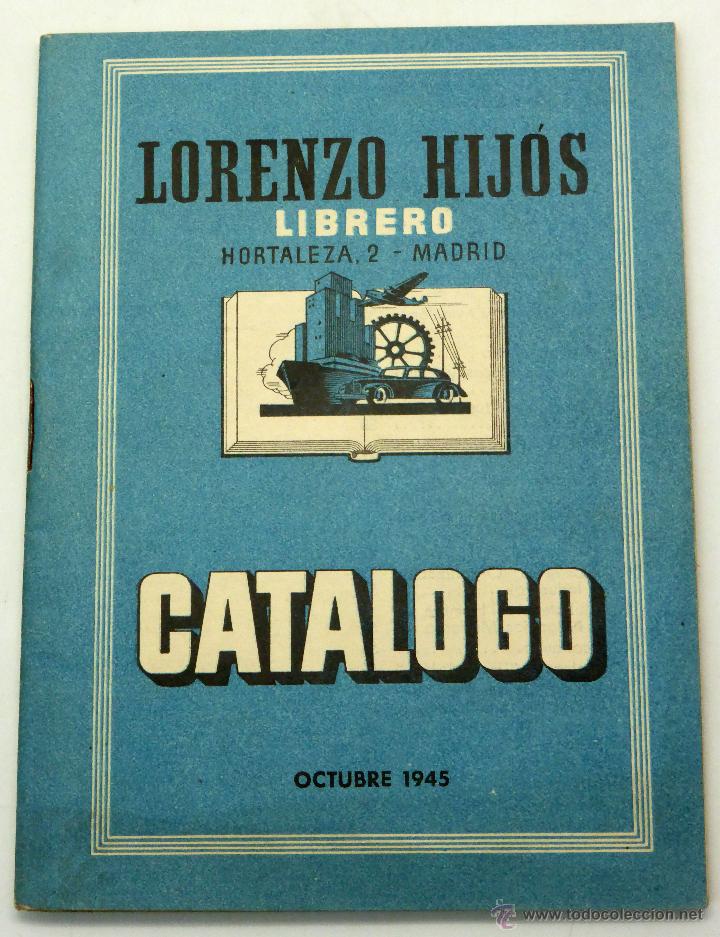 LORENZO HIJÓS
LIBRERO
HORTALEZA, 2 - MADRID
CATALOGO
OCTUBRE 1945
www.todocoleccion.net